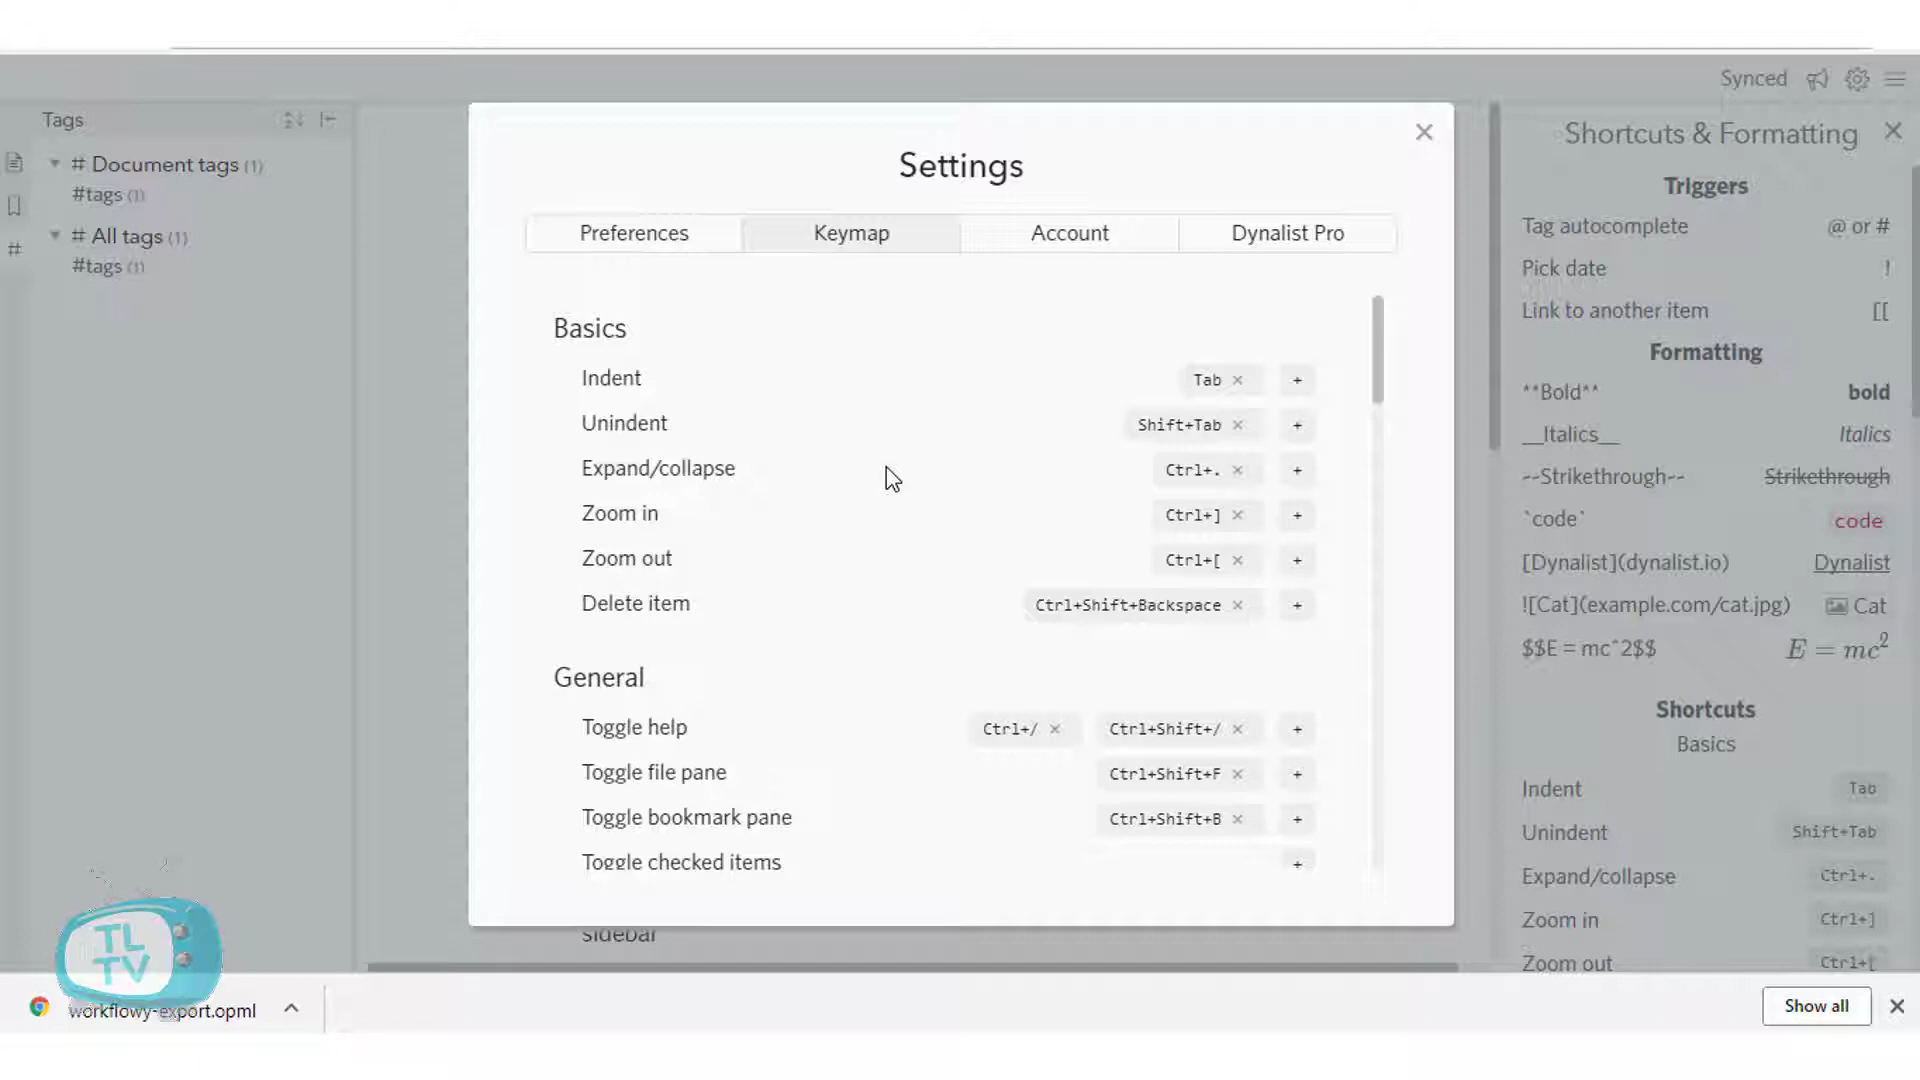 Synced
Tags
# Document tags (1)
#tags (1)
# All tags (1)
#tags (1)
#
Settings
Preferences
Keymap
Account
Dynalist Pro
Basics
Indent Tab × +
Unindent Shift+Tab × +
Expand/collapse Ctrl+. × +
Zoom in Ctrl+] × +
Zoom out Ctrl+[ × +
Delete item Ctrl+Shift+Backspace × +
General
Toggle help Ctrl+/ × Ctrl+Shift+/ × +
Toggle file pane Ctrl+Shift+F × +
Toggle bookmark pane Ctrl+Shift+B × +
Toggle checked items +
sidebar
Shortcuts & Formatting
Triggers
Tag autocomplete @ or #
Pick date !
Link to another item [[
Formatting
**Bold** bold
__Italics__ Italics
~~Strikethrough~~ Strikethrough
`code` code
[Dynalist](dynalist.io) Dynalist
![Cat](example.com/cat.jpg) Cat
$$E = mc^2$$ E = mc²
Shortcuts
Basics
Indent Tab
Unindent Shift+Tab
Expand/collapse Ctrl+.
Zoom in Ctrl+]
Zoom out Ctrl+[
TL
TV
workflowy-export.opml
Show all